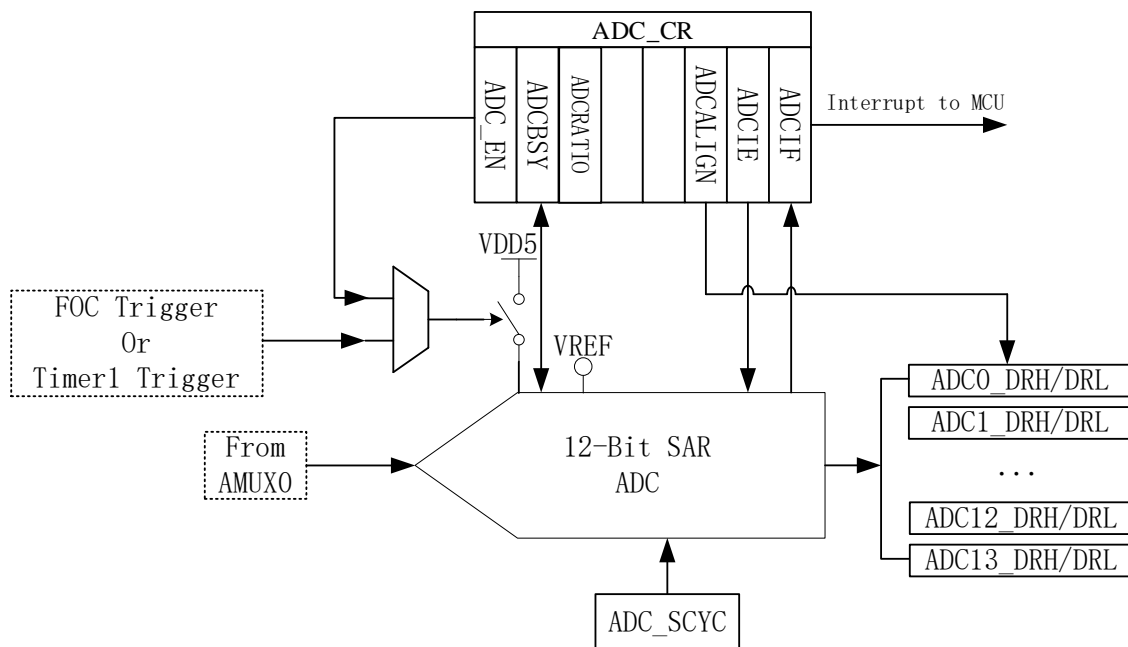 ADC_CR
ADC_EN
ADCBSY
ADCRATIO
ADCALIGN
ADCIE
ADCIF
Interrupt to MCU
VDD5
FOC Trigger
Or
Timer1 Trigger
VREF
ADC0_DRH/DRL
ADC1_DRH/DRL
...
ADC12_DRH/DRL
ADC13_DRH/DRL
From
AMUX0
12-Bit SAR
ADC
ADC_SCYC